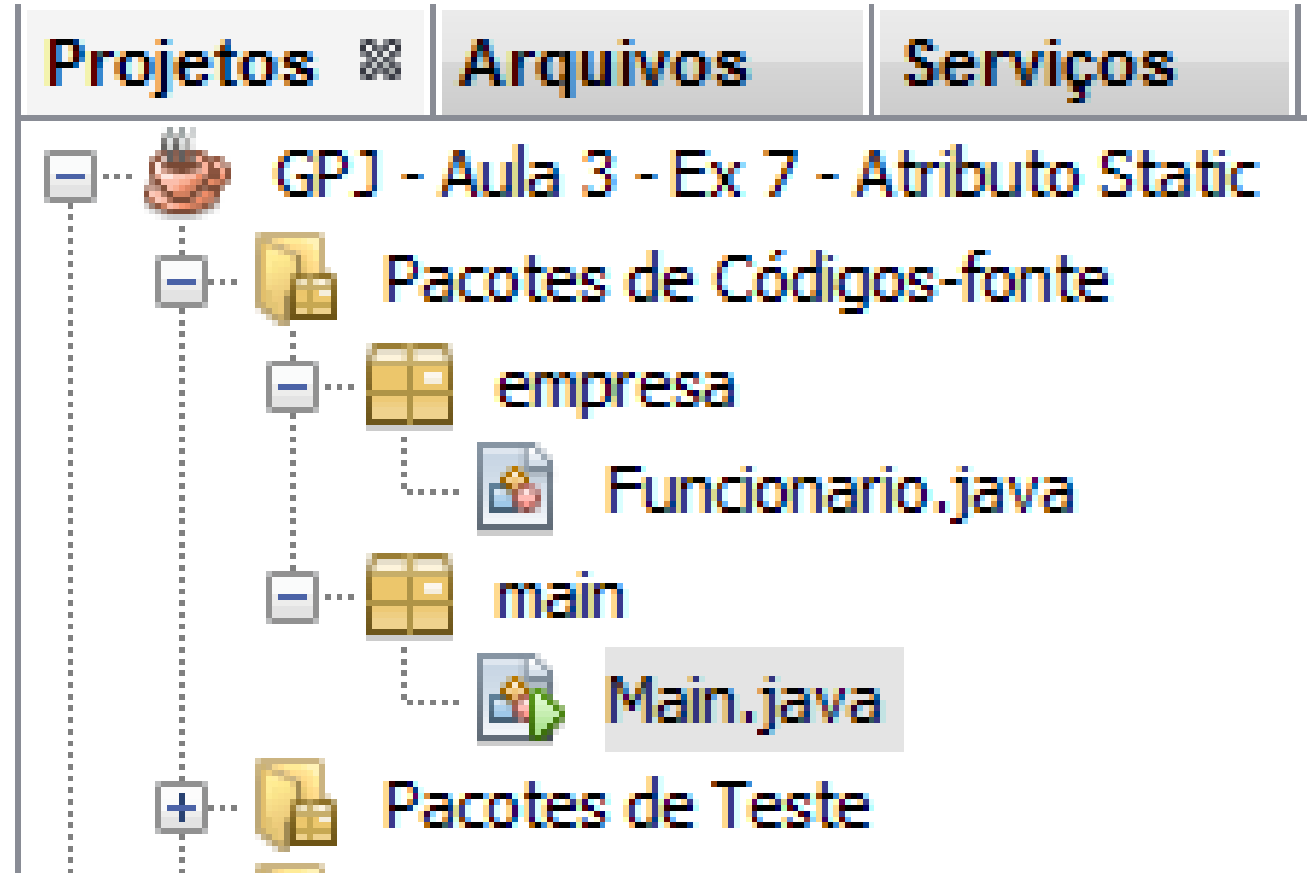 Projetos Arquivos Serviços
GPJ - Aula 3 - Ex 7 - Atributo Static
Pacotes de Códigos-fonte
empresa
Funcionario.java
main
Main.java
Pacotes de Teste